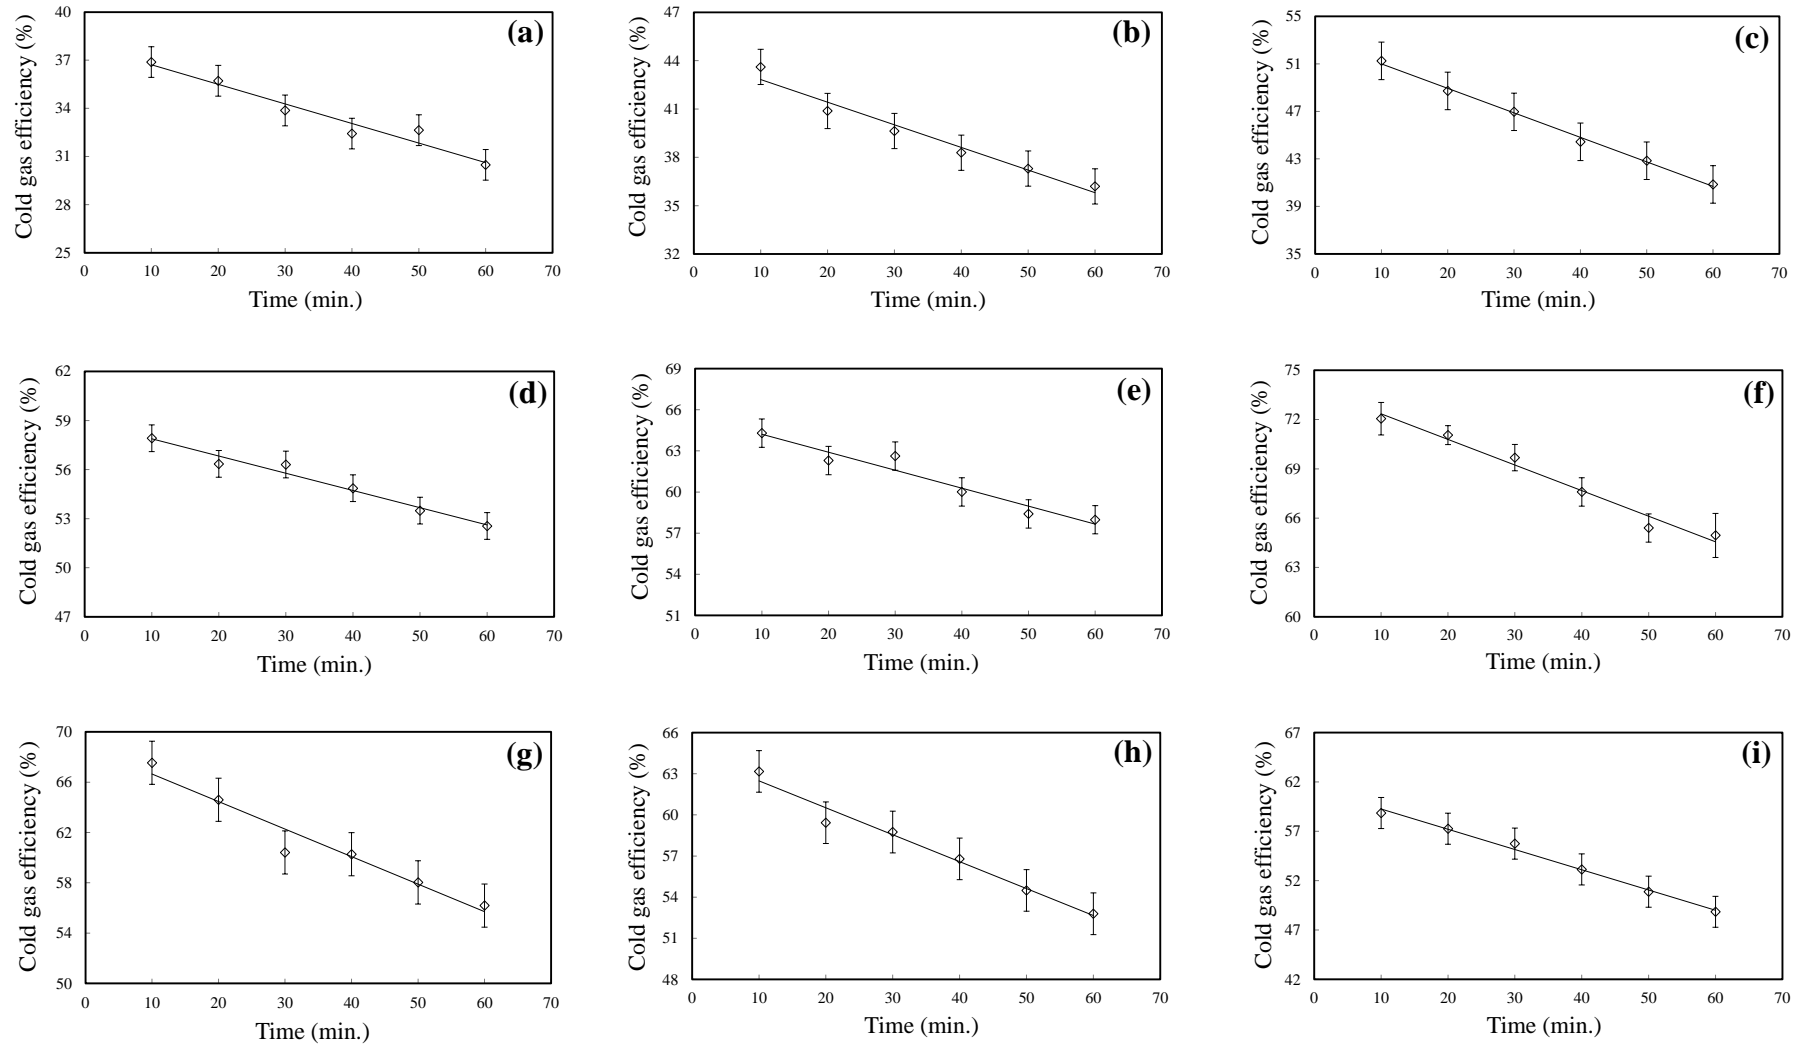 (a)
Cold gas efficiency (%)
40
37
34
31
28
25
0 10 20 30 40 50 60 70
Time (min.)
(b)
Cold gas efficiency (%)
47
44
41
38
35
32
0 10 20 30 40 50 60 70
Time (min.)
(c)
Cold gas efficiency (%)
55
51
47
43
39
35
0 10 20 30 40 50 60 70
Time (min.)
(d)
Cold gas efficiency (%)
62
59
56
53
50
47
0 10 20 30 40 50 60 70
Time (min.)
(e)
Cold gas efficiency (%)
69
66
63
60
57
54
51
0 10 20 30 40 50 60 70
Time (min.)
(f)
Cold gas efficiency (%)
75
72
69
66
63
60
0 10 20 30 40 50 60 70
Time (min.)
(g)
Cold gas efficiency (%)
70
66
62
58
54
50
0 10 20 30 40 50 60 70
Time (min.)
(h)
Cold gas efficiency (%)
66
63
60
57
54
51
48
0 10 20 30 40 50 60 70
Time (min.)
(i)
Cold gas efficiency (%)
67
62
57
52
47
42
0 10 20 30 40 50 60 70
Time (min.)